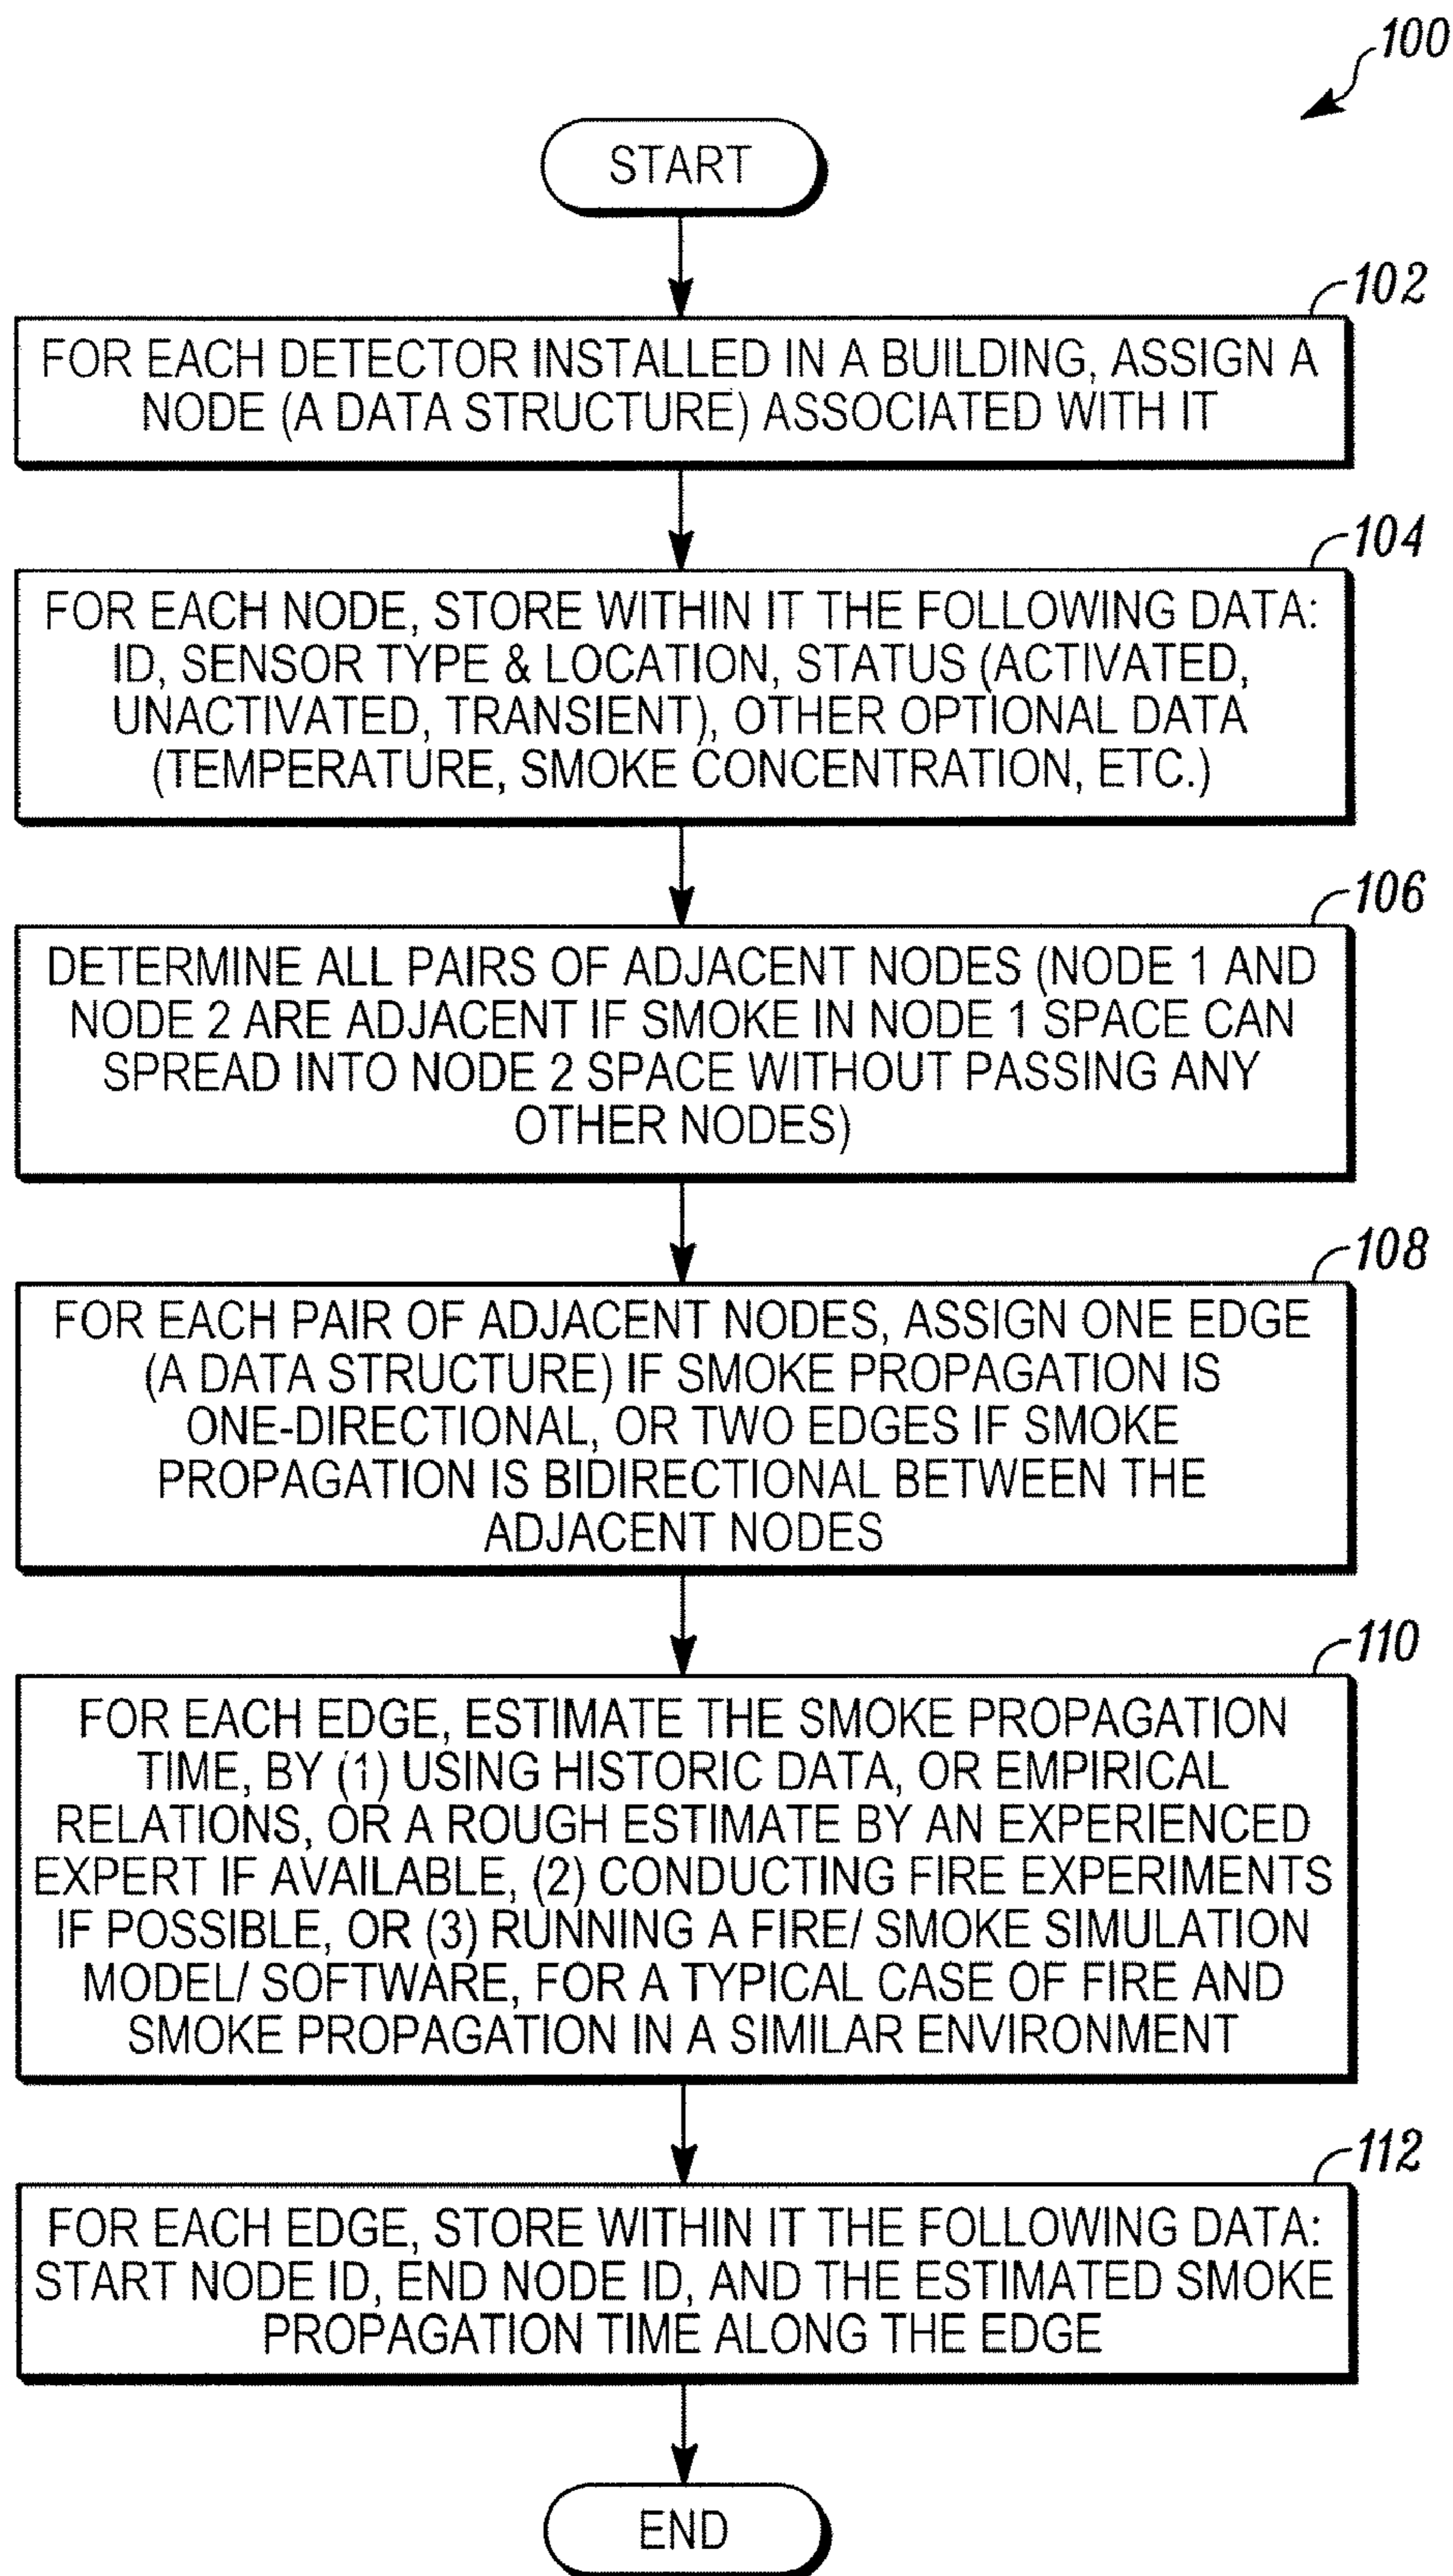 100
START
102
FOR EACH DETECTOR INSTALLED IN A BUILDING, ASSIGN A
NODE (A DATA STRUCTURE) ASSOCIATED WITH IT
104
FOR EACH NODE, STORE WITHIN IT THE FOLLOWING DATA:
ID, SENSOR TYPE & LOCATION, STATUS (ACTIVATED,
UNACTIVATED, TRANSIENT), OTHER OPTIONAL DATA
(TEMPERATURE, SMOKE CONCENTRATION, ETC.)
106
DETERMINE ALL PAIRS OF ADJACENT NODES (NODE 1 AND
NODE 2 ARE ADJACENT IF SMOKE IN NODE 1 SPACE CAN
SPREAD INTO NODE 2 SPACE WITHOUT PASSING ANY
OTHER NODES)
108
FOR EACH PAIR OF ADJACENT NODES, ASSIGN ONE EDGE
(A DATA STRUCTURE) IF SMOKE PROPAGATION IS
ONE-DIRECTIONAL, OR TWO EDGES IF SMOKE
PROPAGATION IS BIDIRECTIONAL BETWEEN THE
ADJACENT NODES
110
FOR EACH EDGE, ESTIMATE THE SMOKE PROPAGATION
TIME, BY (1) USING HISTORIC DATA, OR EMPIRICAL
RELATIONS, OR A ROUGH ESTIMATE BY AN EXPERIENCED
EXPERT IF AVAILABLE, (2) CONDUCTING FIRE EXPERIMENTS
IF POSSIBLE, OR (3) RUNNING A FIRE/ SMOKE SIMULATION
MODEL/ SOFTWARE, FOR A TYPICAL CASE OF FIRE AND
SMOKE PROPAGATION IN A SIMILAR ENVIRONMENT
112
FOR EACH EDGE, STORE WITHIN IT THE FOLLOWING DATA:
START NODE ID, END NODE ID, AND THE ESTIMATED SMOKE
PROPAGATION TIME ALONG THE EDGE
END